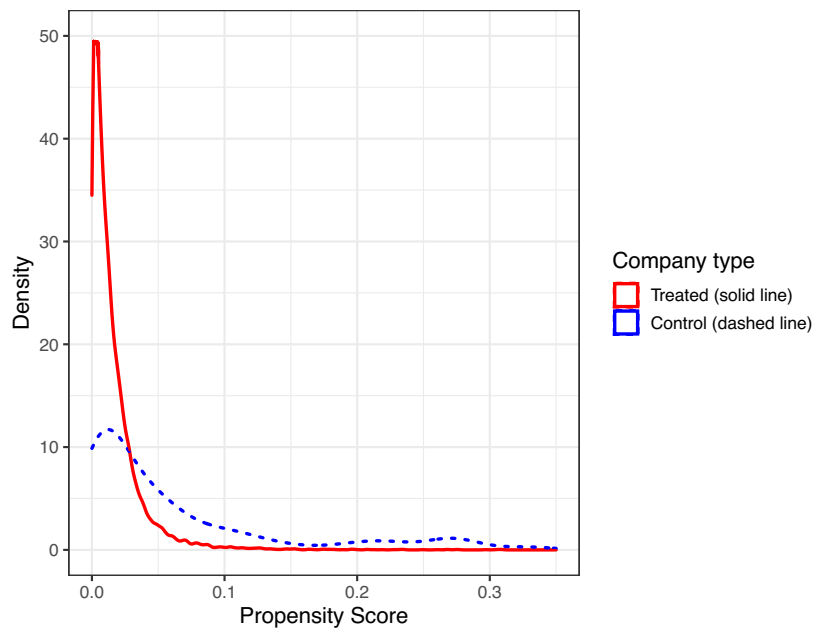 50
40
30
20
10
0
Density
0.0 0.1 0.2 0.3
Propensity Score
Company type
Treated (solid line)
Control (dashed line)